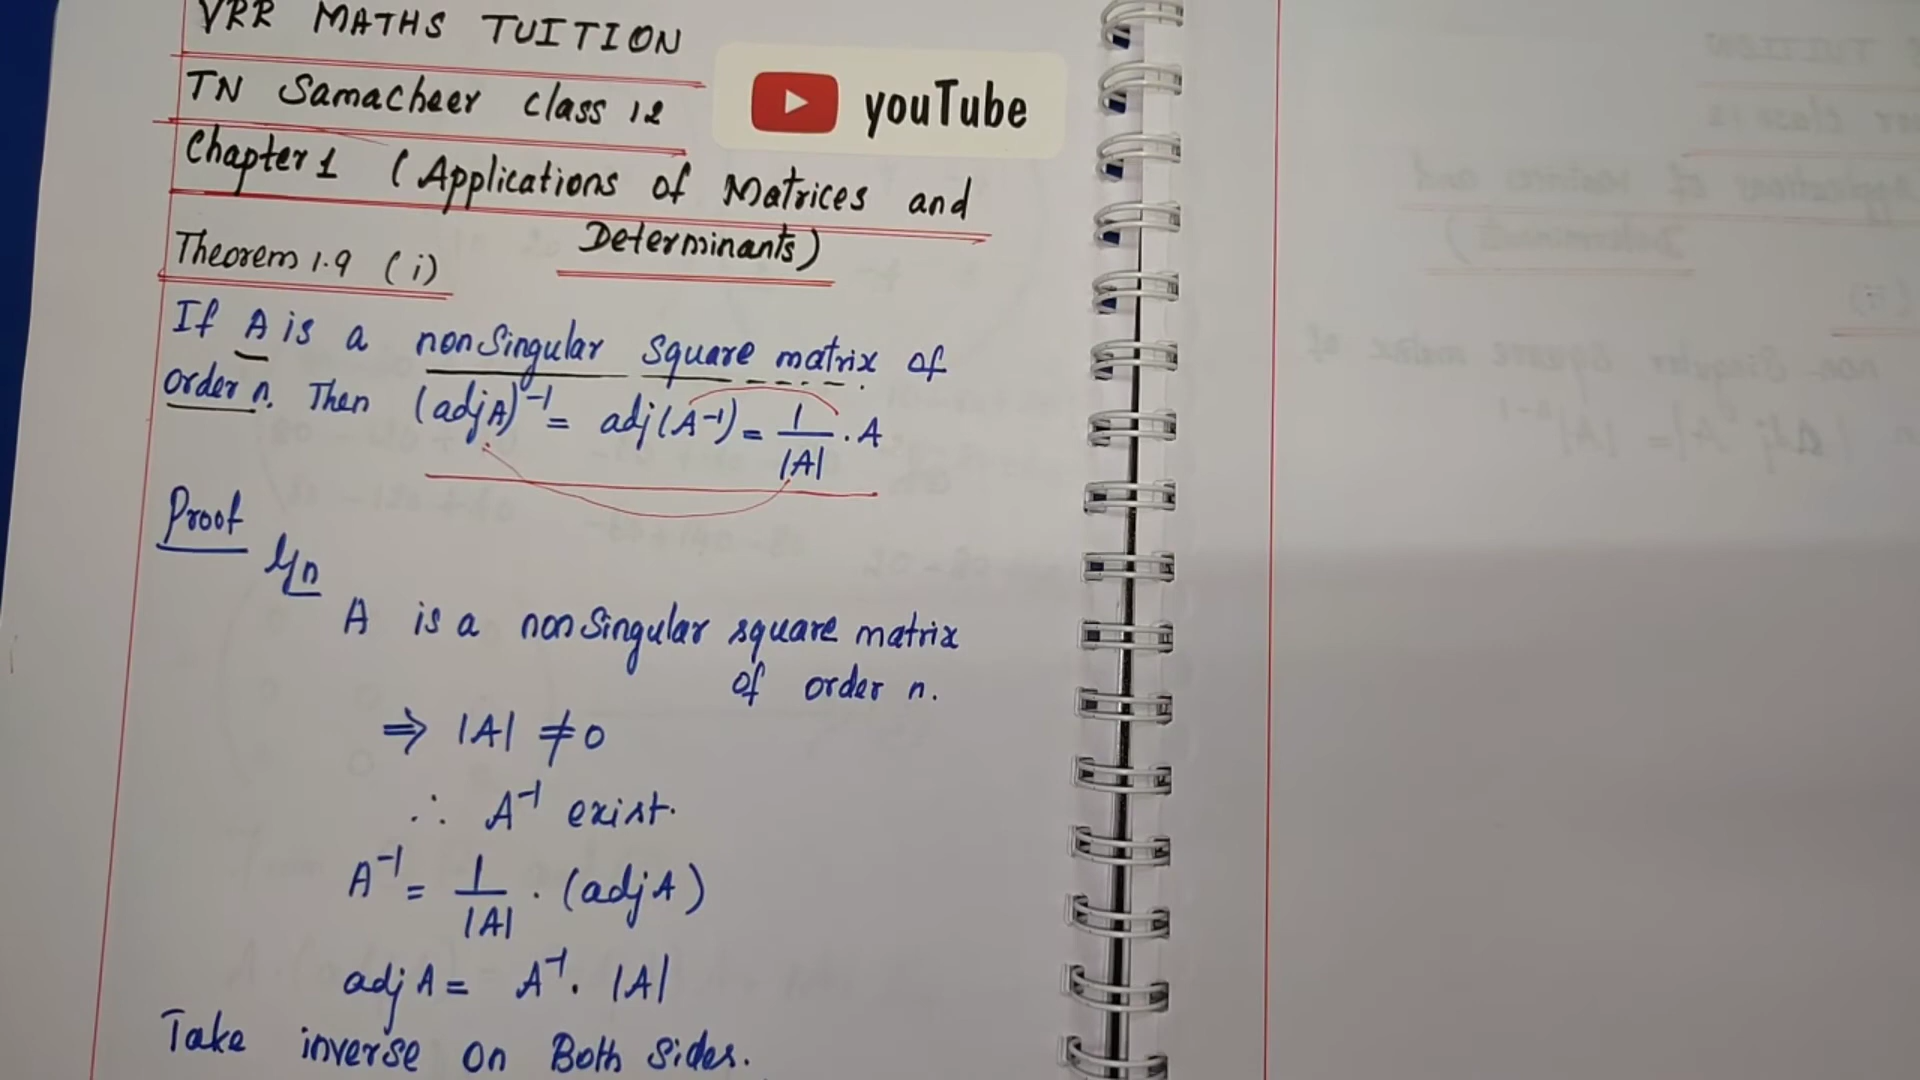 VRR MATHS TUITION
TN Samacheer class 12
youTube
Chapter 1 (Applications of Matrices and
Determinants)
Theorem 1.9 (i)
If A is a nonSingular Square matrix of
order n. Then (adjA)⁻¹ = adj(A⁻¹) = 1/|A| . A
Proof
Gn
A is a nonSingular square matrix
of order n.
⇒ |A| ≠ 0
∴ A⁻¹ exist.
A⁻¹ = 1/|A| . (adjA)
adj A = A⁻¹ . |A|
Take inverse on Both Sides.